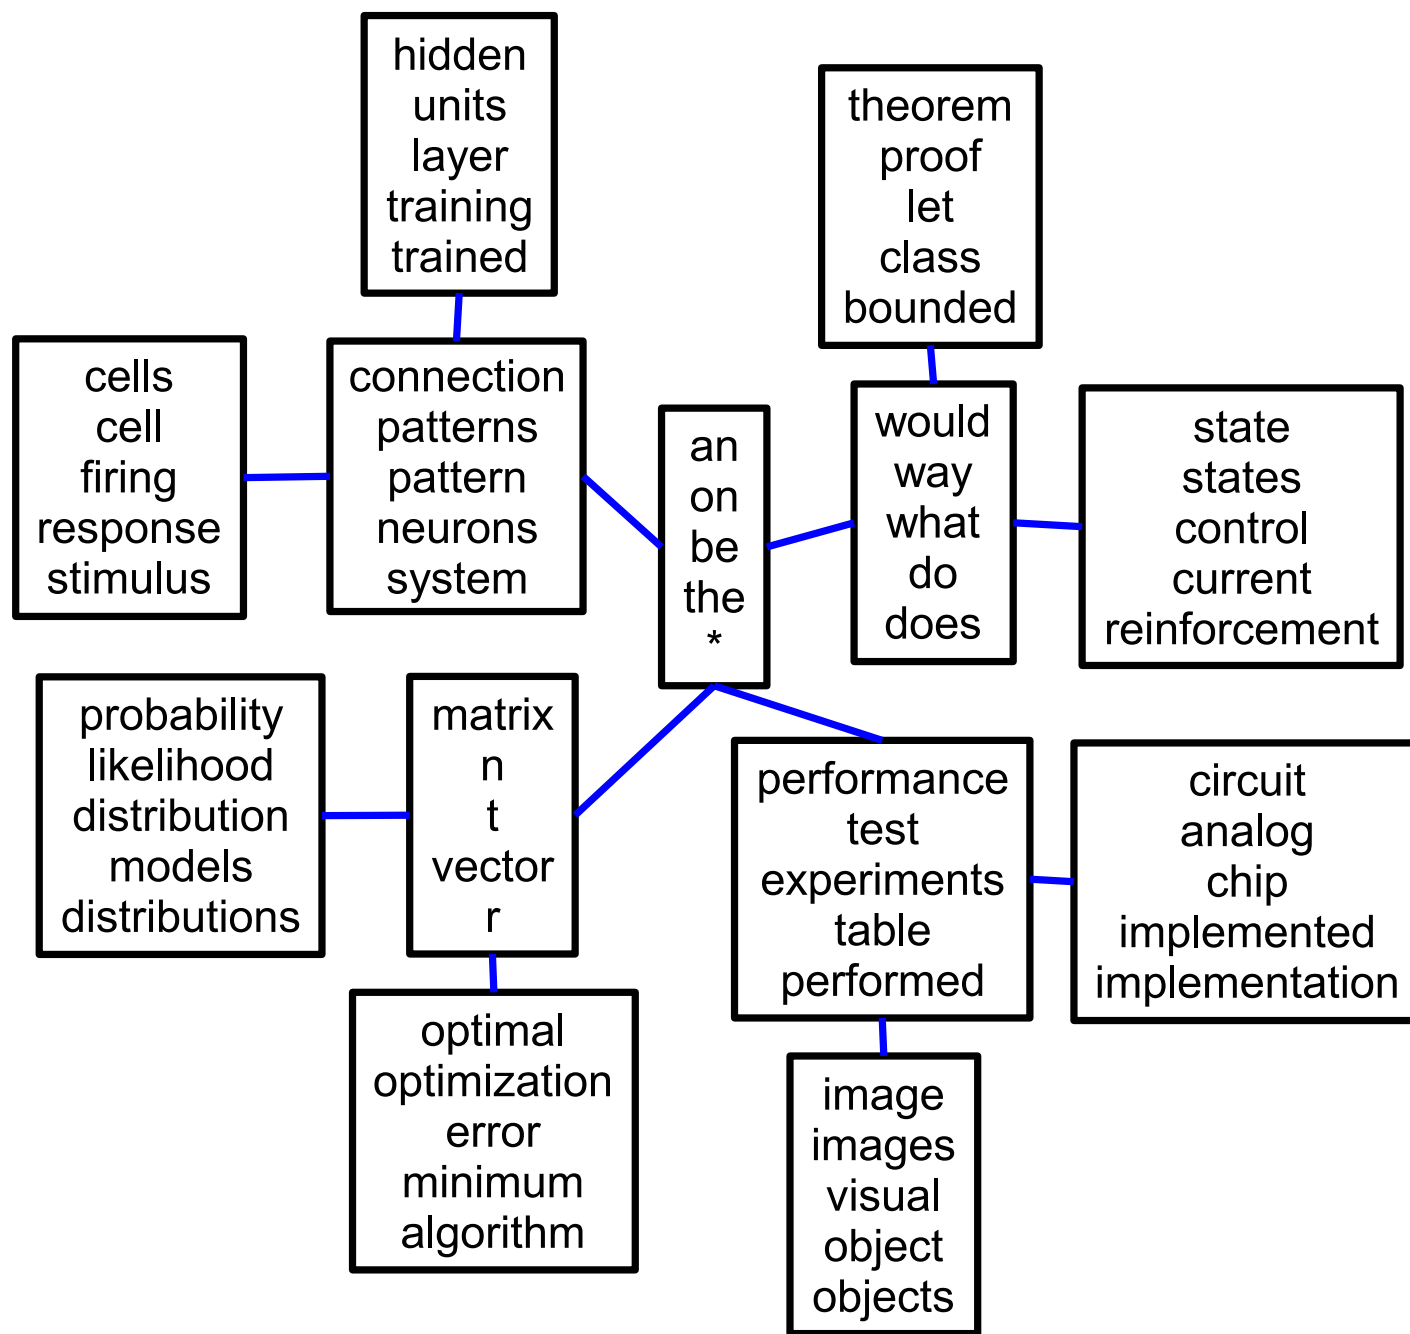 hidden
units
layer
training
trained
theorem
proof
let
class
bounded
cells
cell
firing
response
stimulus
connection
patterns
pattern
neurons
system
an
on
be
the
*
would
way
what
do
does
state
states
control
current
reinforcement
probability
likelihood
distribution
models
distributions
matrix
n
t
vector
r
performance
test
experiments
table
performed
circuit
analog
chip
implemented
implementation
optimal
optimization
error
minimum
algorithm
image
images
visual
object
objects